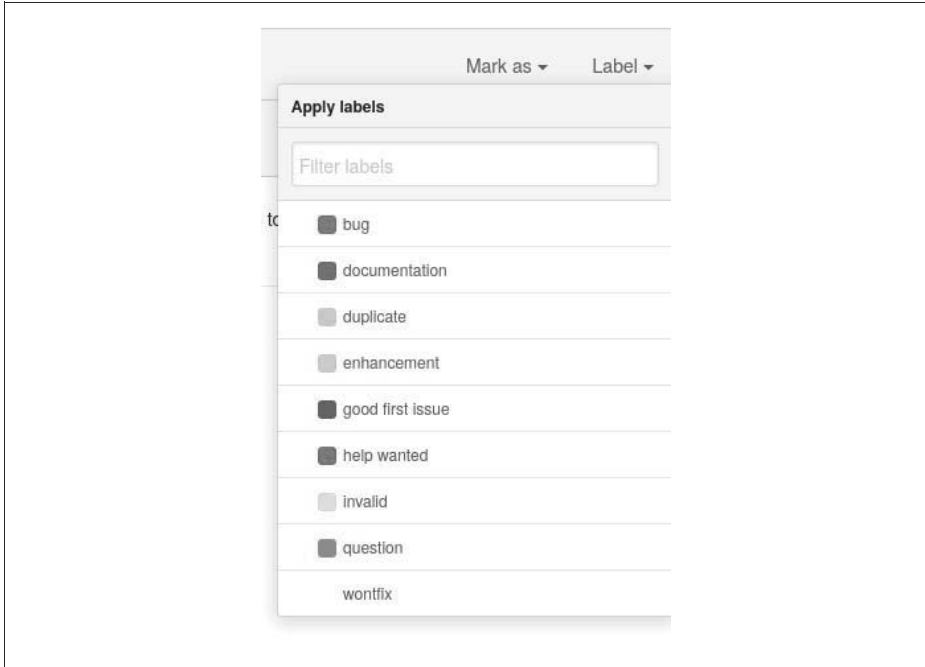 Mark as Label
Apply labels
Filter labels
to
bug
documentation
duplicate
enhancement
good first issue
help wanted
invalid
question
wontfix